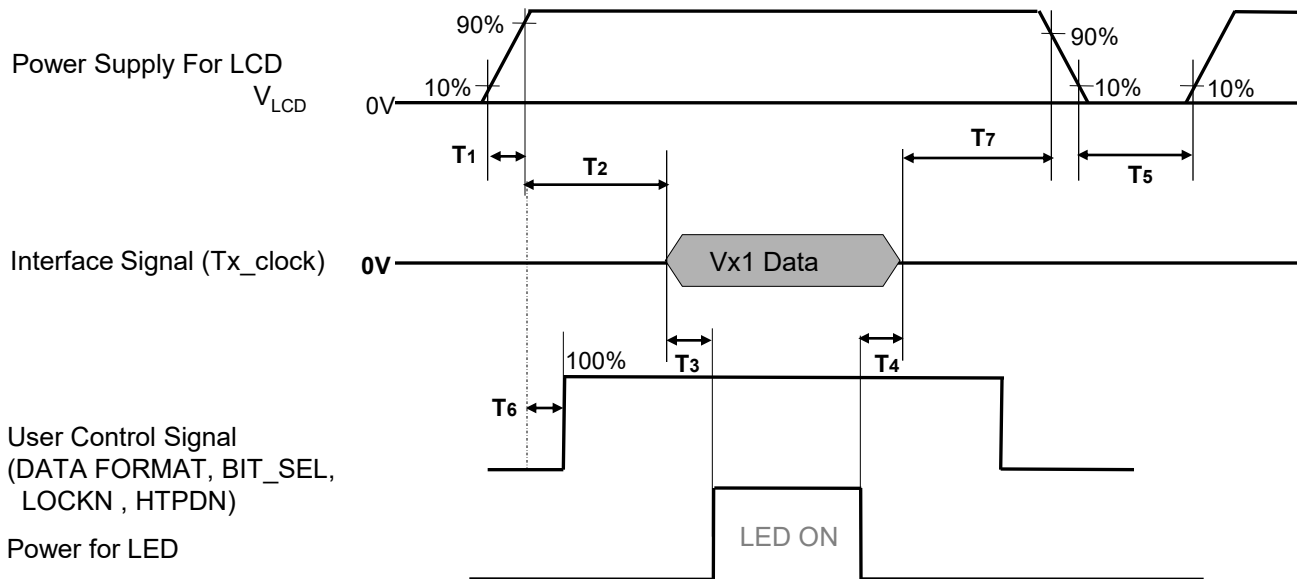 90%
Power Supply For LCD
90%
10%
10%
10%
VLCD
0V
T1
T2
T7
T5
Interface Signal (Tx_clock)
0V
Vx1 Data
100%
T3
T4
T6
User Control Signal
(DATA FORMAT, BIT_SEL,
LOCKN , HTPDN)
LED ON
Power for LED